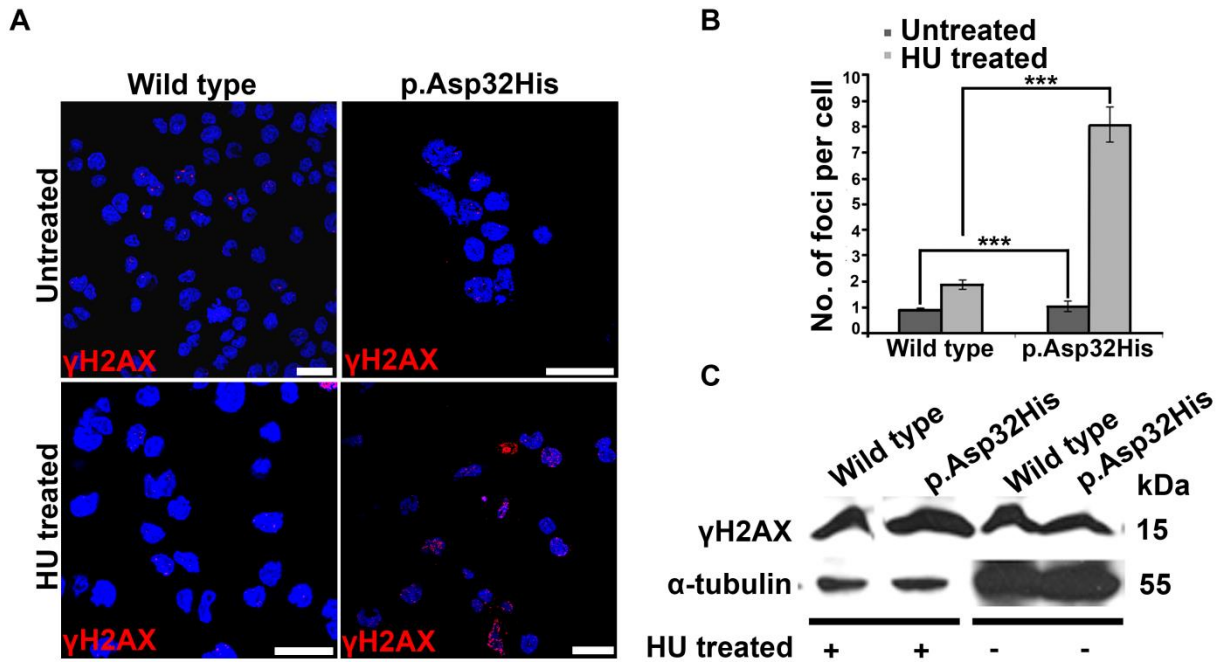 A
Wild type p.Asp32His
Untreated
γH2AX γH2AX
HU treated
γH2AX γH2AX
B
Untreated
HU treated
No. of foci per cell
10
9
8
7
6
5
4
3
2
1
0
***
***
Wild type p.Asp32His
C
Wild type p.Asp32His Wild type p.Asp32His
kDa
γH2AX 15
α-tubulin 55
HU treated + + - -